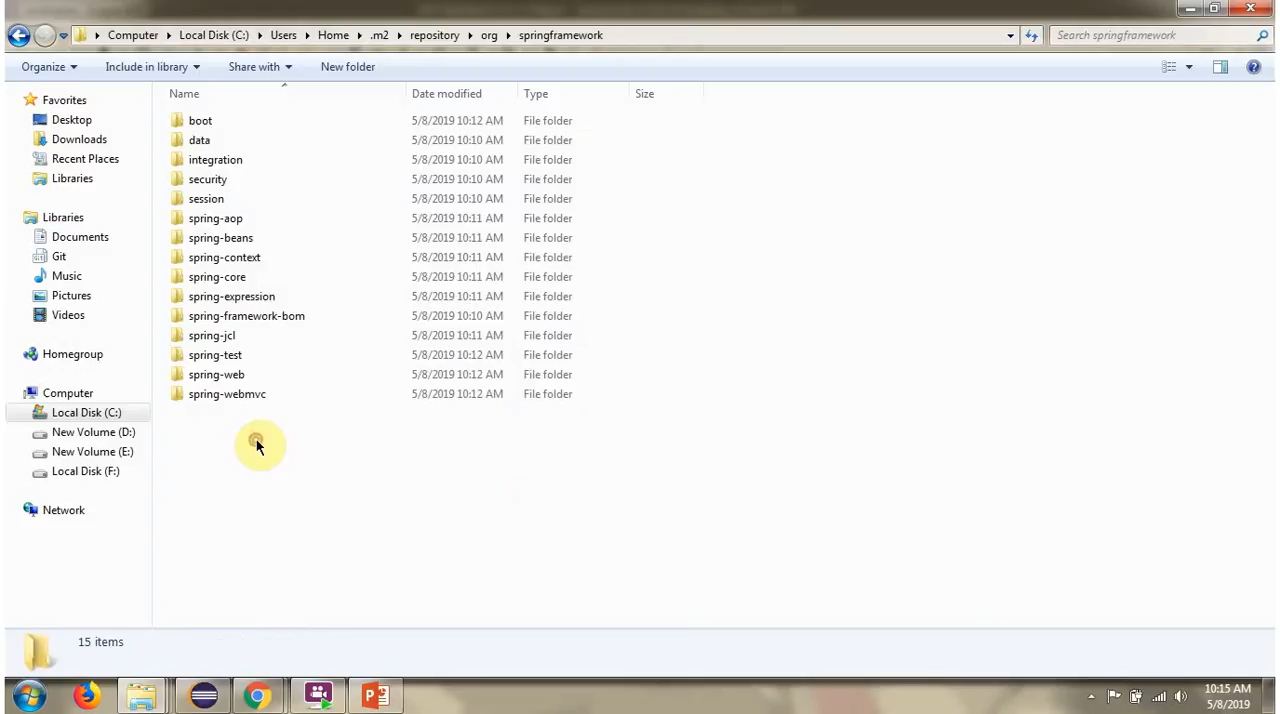 Computer Local Disk (C:) Users Home .m2 repository org springframework
Search springframework
Organize Include in library Share with New folder
Name Date modified Type Size
boot 5/8/2019 10:12 AM File folder
data 5/8/2019 10:10 AM File folder
integration 5/8/2019 10:10 AM File folder
security 5/8/2019 10:10 AM File folder
session 5/8/2019 10:10 AM File folder
spring-aop 5/8/2019 10:11 AM File folder
spring-beans 5/8/2019 10:11 AM File folder
spring-context 5/8/2019 10:11 AM File folder
spring-core 5/8/2019 10:11 AM File folder
spring-expression 5/8/2019 10:11 AM File folder
spring-framework-bom 5/8/2019 10:10 AM File folder
spring-jcl 5/8/2019 10:11 AM File folder
spring-test 5/8/2019 10:12 AM File folder
spring-web 5/8/2019 10:12 AM File folder
spring-webmvc 5/8/2019 10:12 AM File folder
Favorites
Desktop
Downloads
Recent Places
Libraries
Libraries
Documents
Git
Music
Pictures
Videos
Homegroup
Computer
Local Disk (C:)
New Volume (D:)
New Volume (E:)
Local Disk (F:)
Network
15 items
10:15 AM
5/8/2019